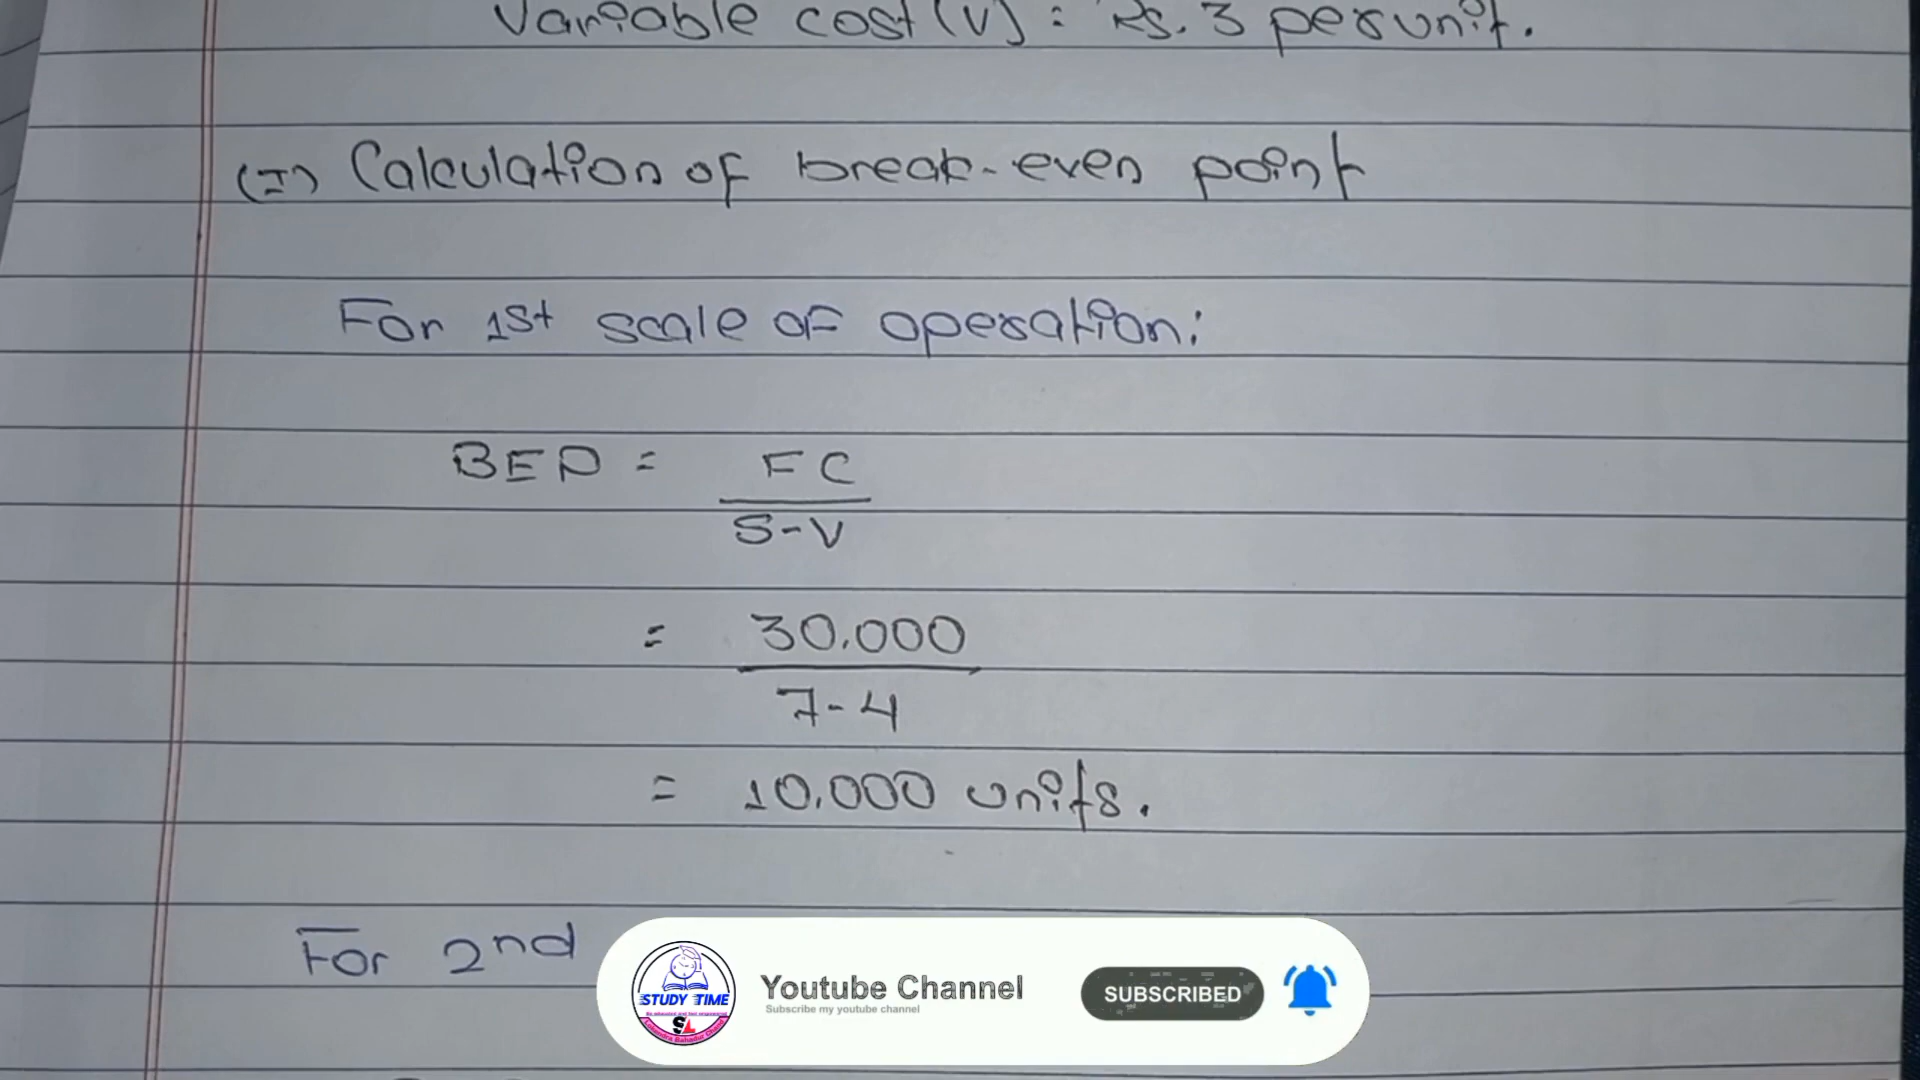 Variable cost (V) : Rs. 3 per unit.
(I) Calculation of break-even point
For 1st scale of operation:
BEP = FC
S-V
= 30,000
7-4
= 10,000 units.
For 2nd
STUDY TIME
SL
Youtube Channel
Subscribe my youtube channel
SUBSCRIBED